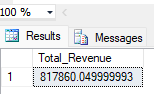 100 %
Results Messages
Total_Revenue
1 817860.049999993